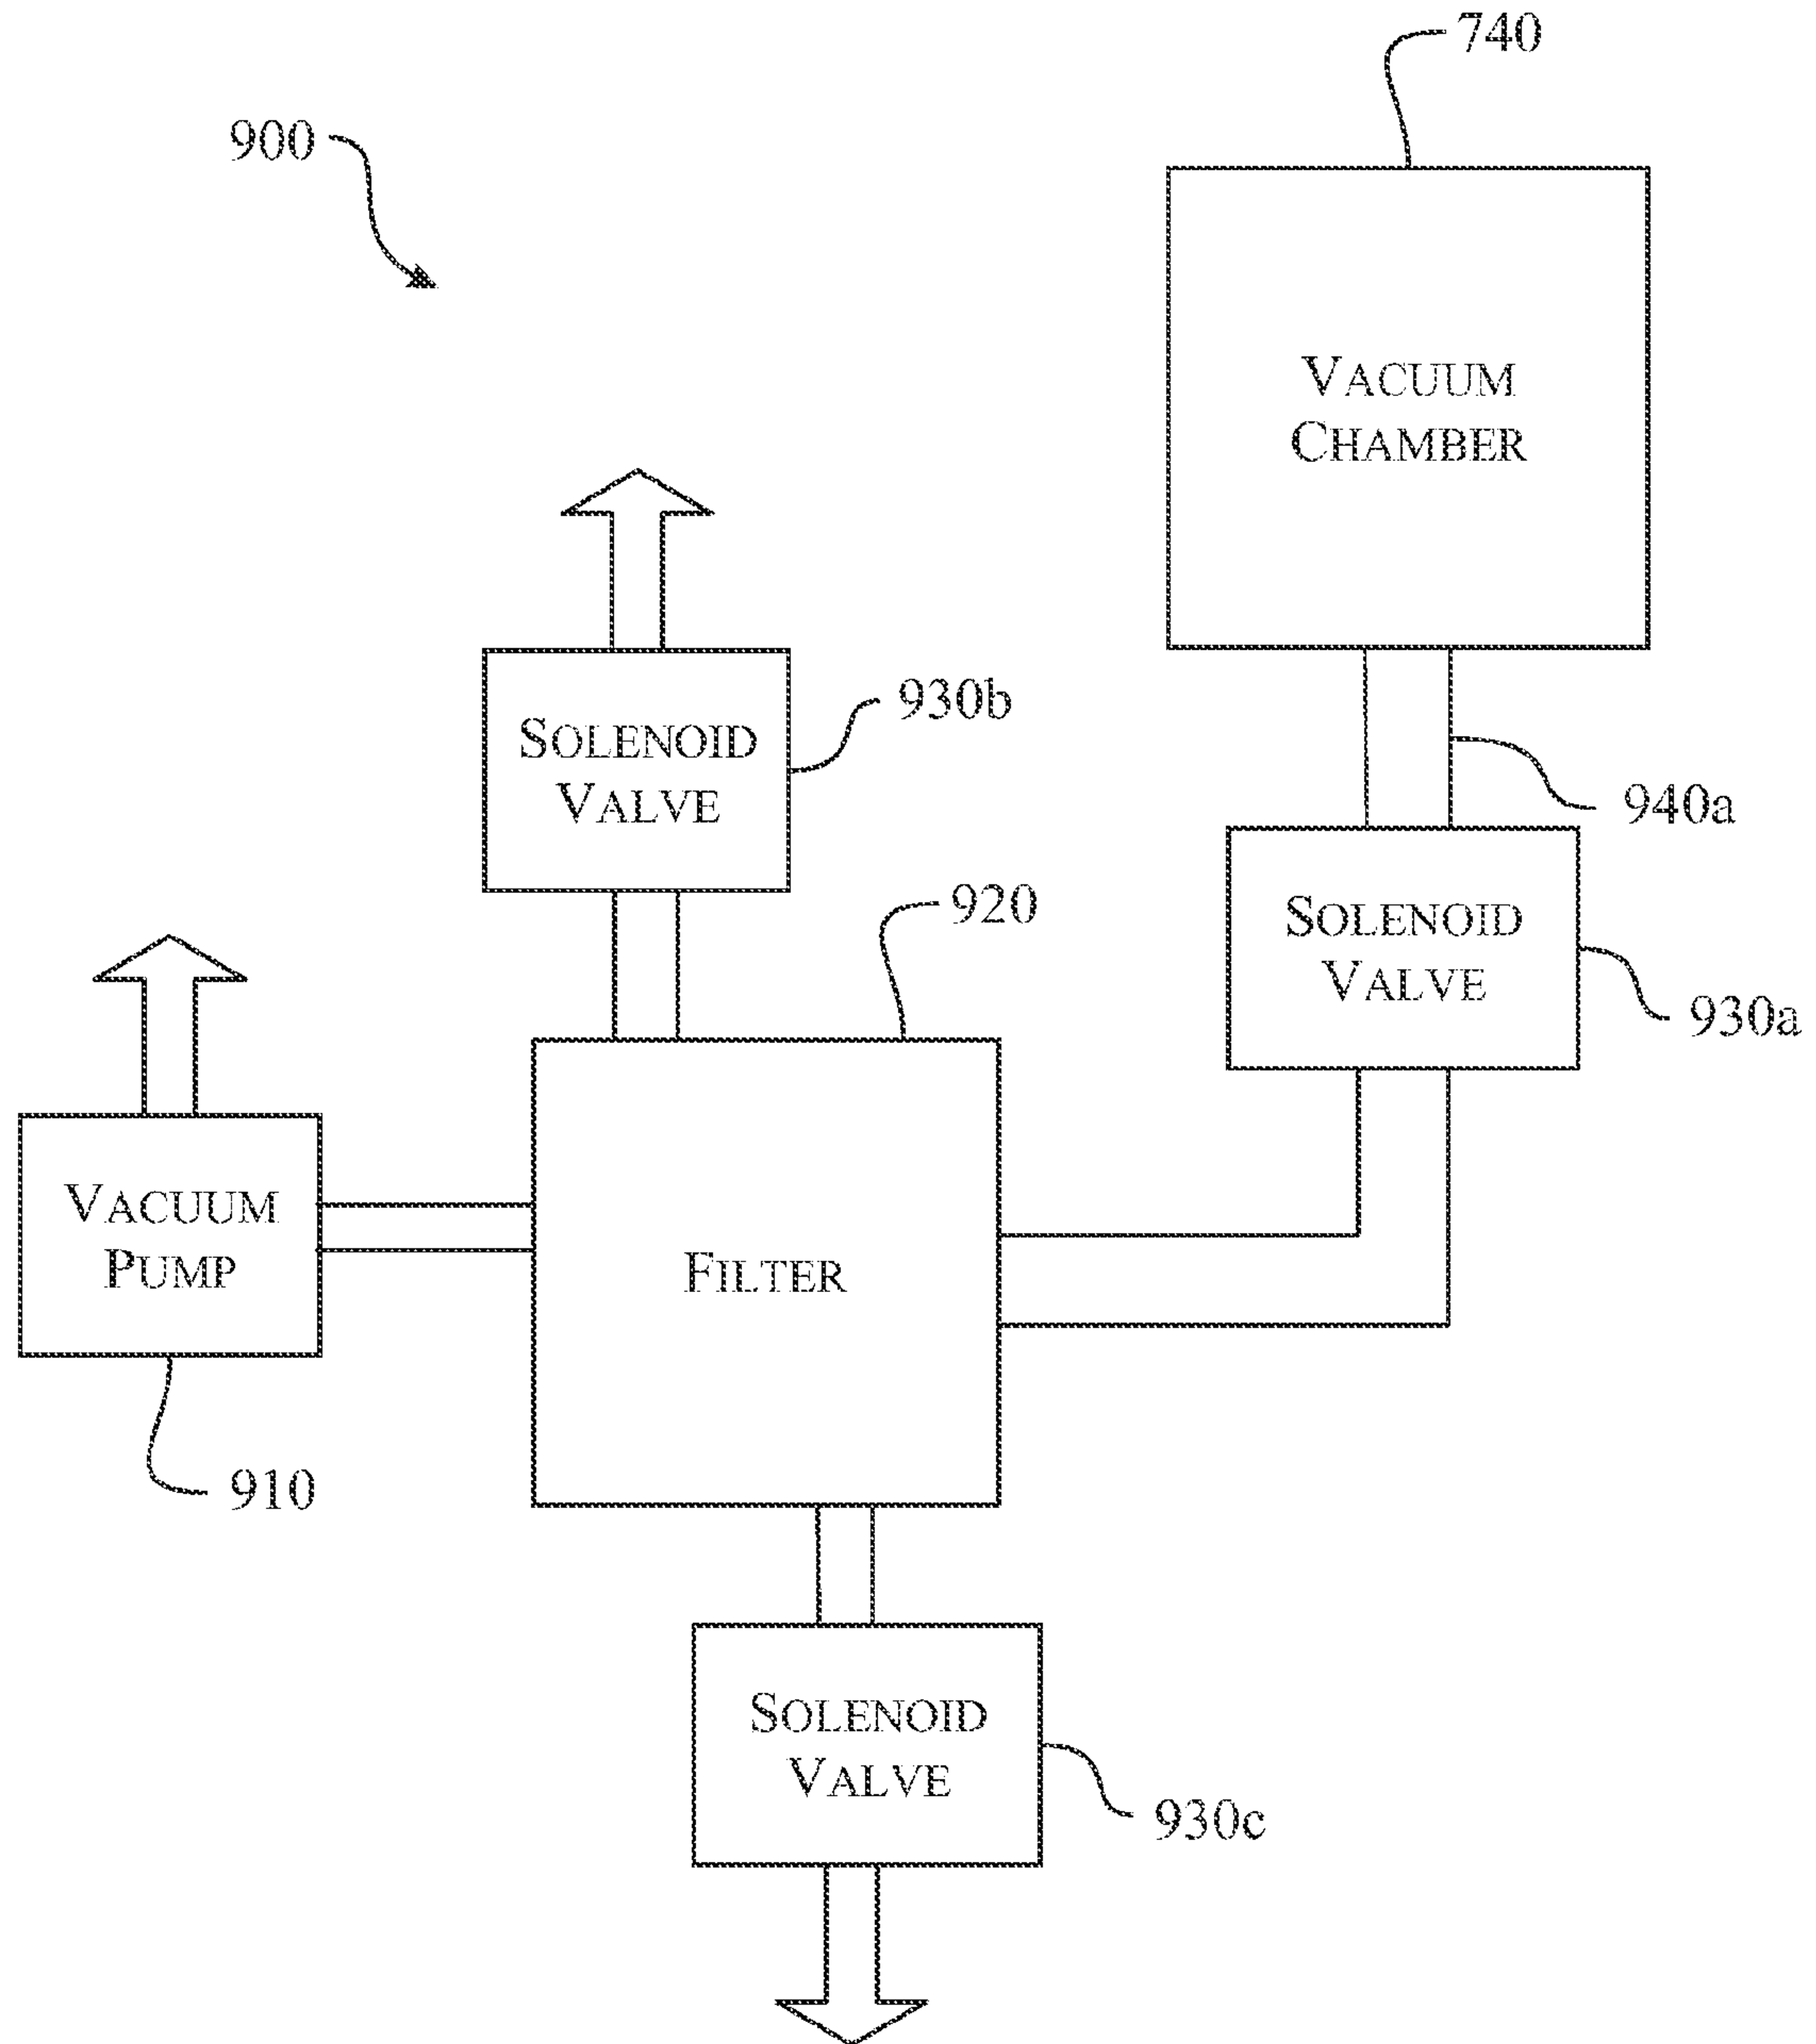 740
900
VACUUM
CHAMBER
930b
SOLENOID
VALVE
940a
920
SOLENOID
VALVE
930a
VACUUM
PUMP
FILTER
910
SOLENOID
VALVE
930c